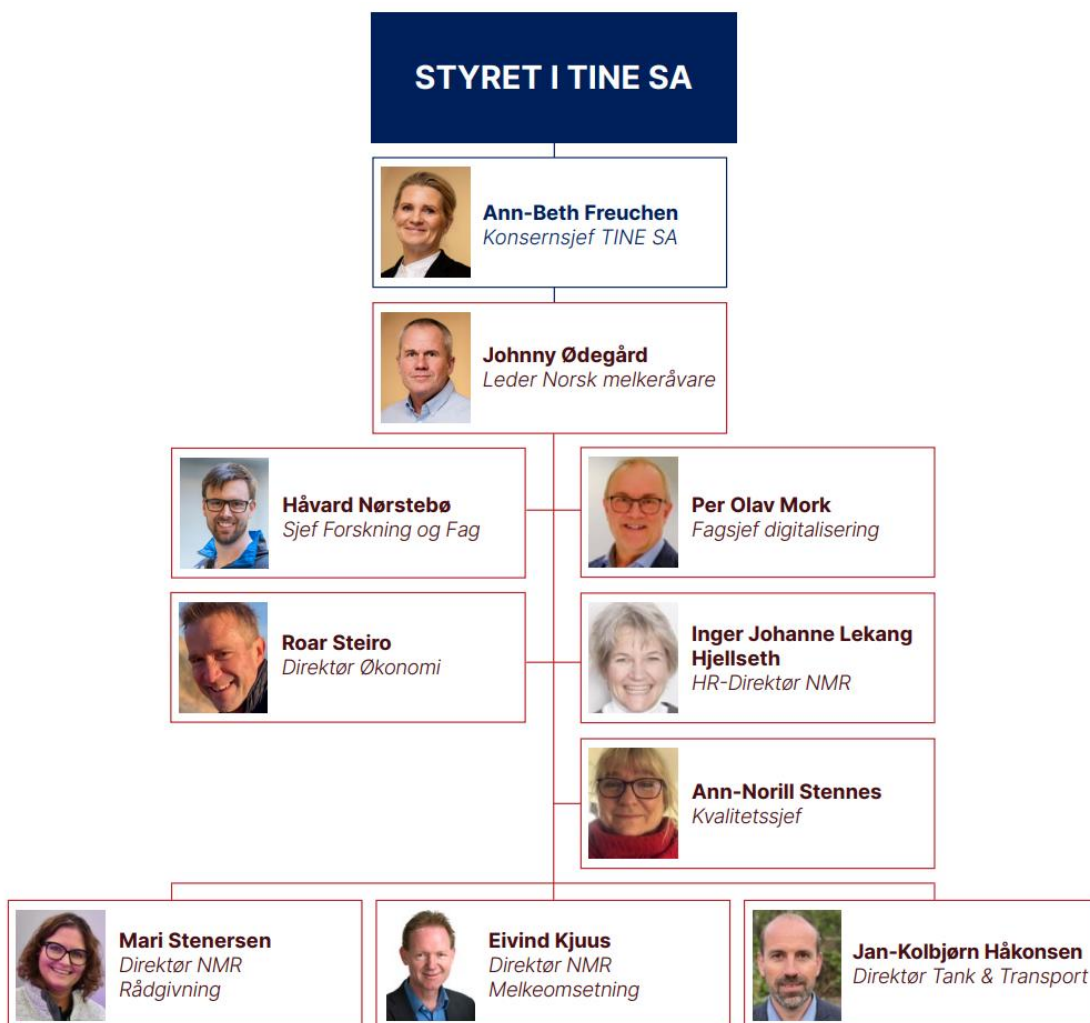 STYRET I TINE SA
Ann-Beth Freuchen
Konsernsjef TINE SA
Johnny Ødegård
Leder Norsk melkeråvare
Håvard Nørstebø
Sjef Forskning og Fag
Per Olav Mork
Fagsjef digitalisering
Roar Steiro
Direktør Økonomi
Inger Johanne Lekang
Hjellseth
HR-Direktør NMR
Ann-Norill Stennes
Kvalitetssjef
Mari Stenersen
Direktør NMR
Rådgivning
Eivind Kjuus
Direktør NMR
Melkeomsetning
Jan-Kolbjørn Håkonsen
Direktør Tank & Transport